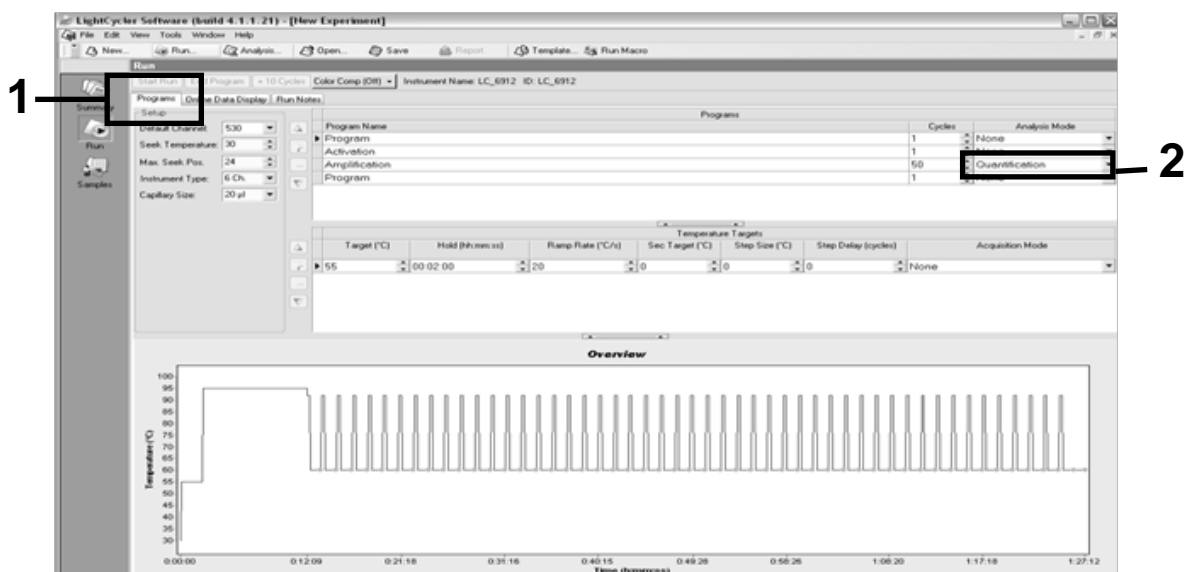 LightCycler Software (build 4.1.1.21) - [New Experiment]
File Edit View Tools Window Help
New... Run... Analysis... Open... Save Report Template... Run Macro
Run
Start Run Program + 10 Cycles Color Comp (Off) Instrument Name: LC_6912 ID: LC_6912
1
Summary
Run
Samples
Programs Online Data Display Run Notes
Setup
Default Channel: 530
Seek Temperature: 30
Max. Seek Pos. 24
Instrument Type: 6 Ch.
Capillary Size: 20 µl
Programs
Program Name Cycles Analysis Mode
Program 1 None
Activation 1 None
Amplification 50 Quantification
Program 1 None
2
Temperature Targets
Target (°C) Hold (hh:mm:ss) Ramp Rate (°C/s) Sec Target (°C) Step Size (°C) Step Delay (cycles) Acquisition Mode
55 00:02:00 20 0 0 0 None
Overview
100
95
90
85
80
75
70
65
60
55
50
45
40
35
30
Temperature (°C)
0:00:00 0:12:09 0:21:18 0:31:16 0:40:15 0:49:28 0:58:26 1:08:20 1:17:18 1:27:12
Time (hh:mm:ss)